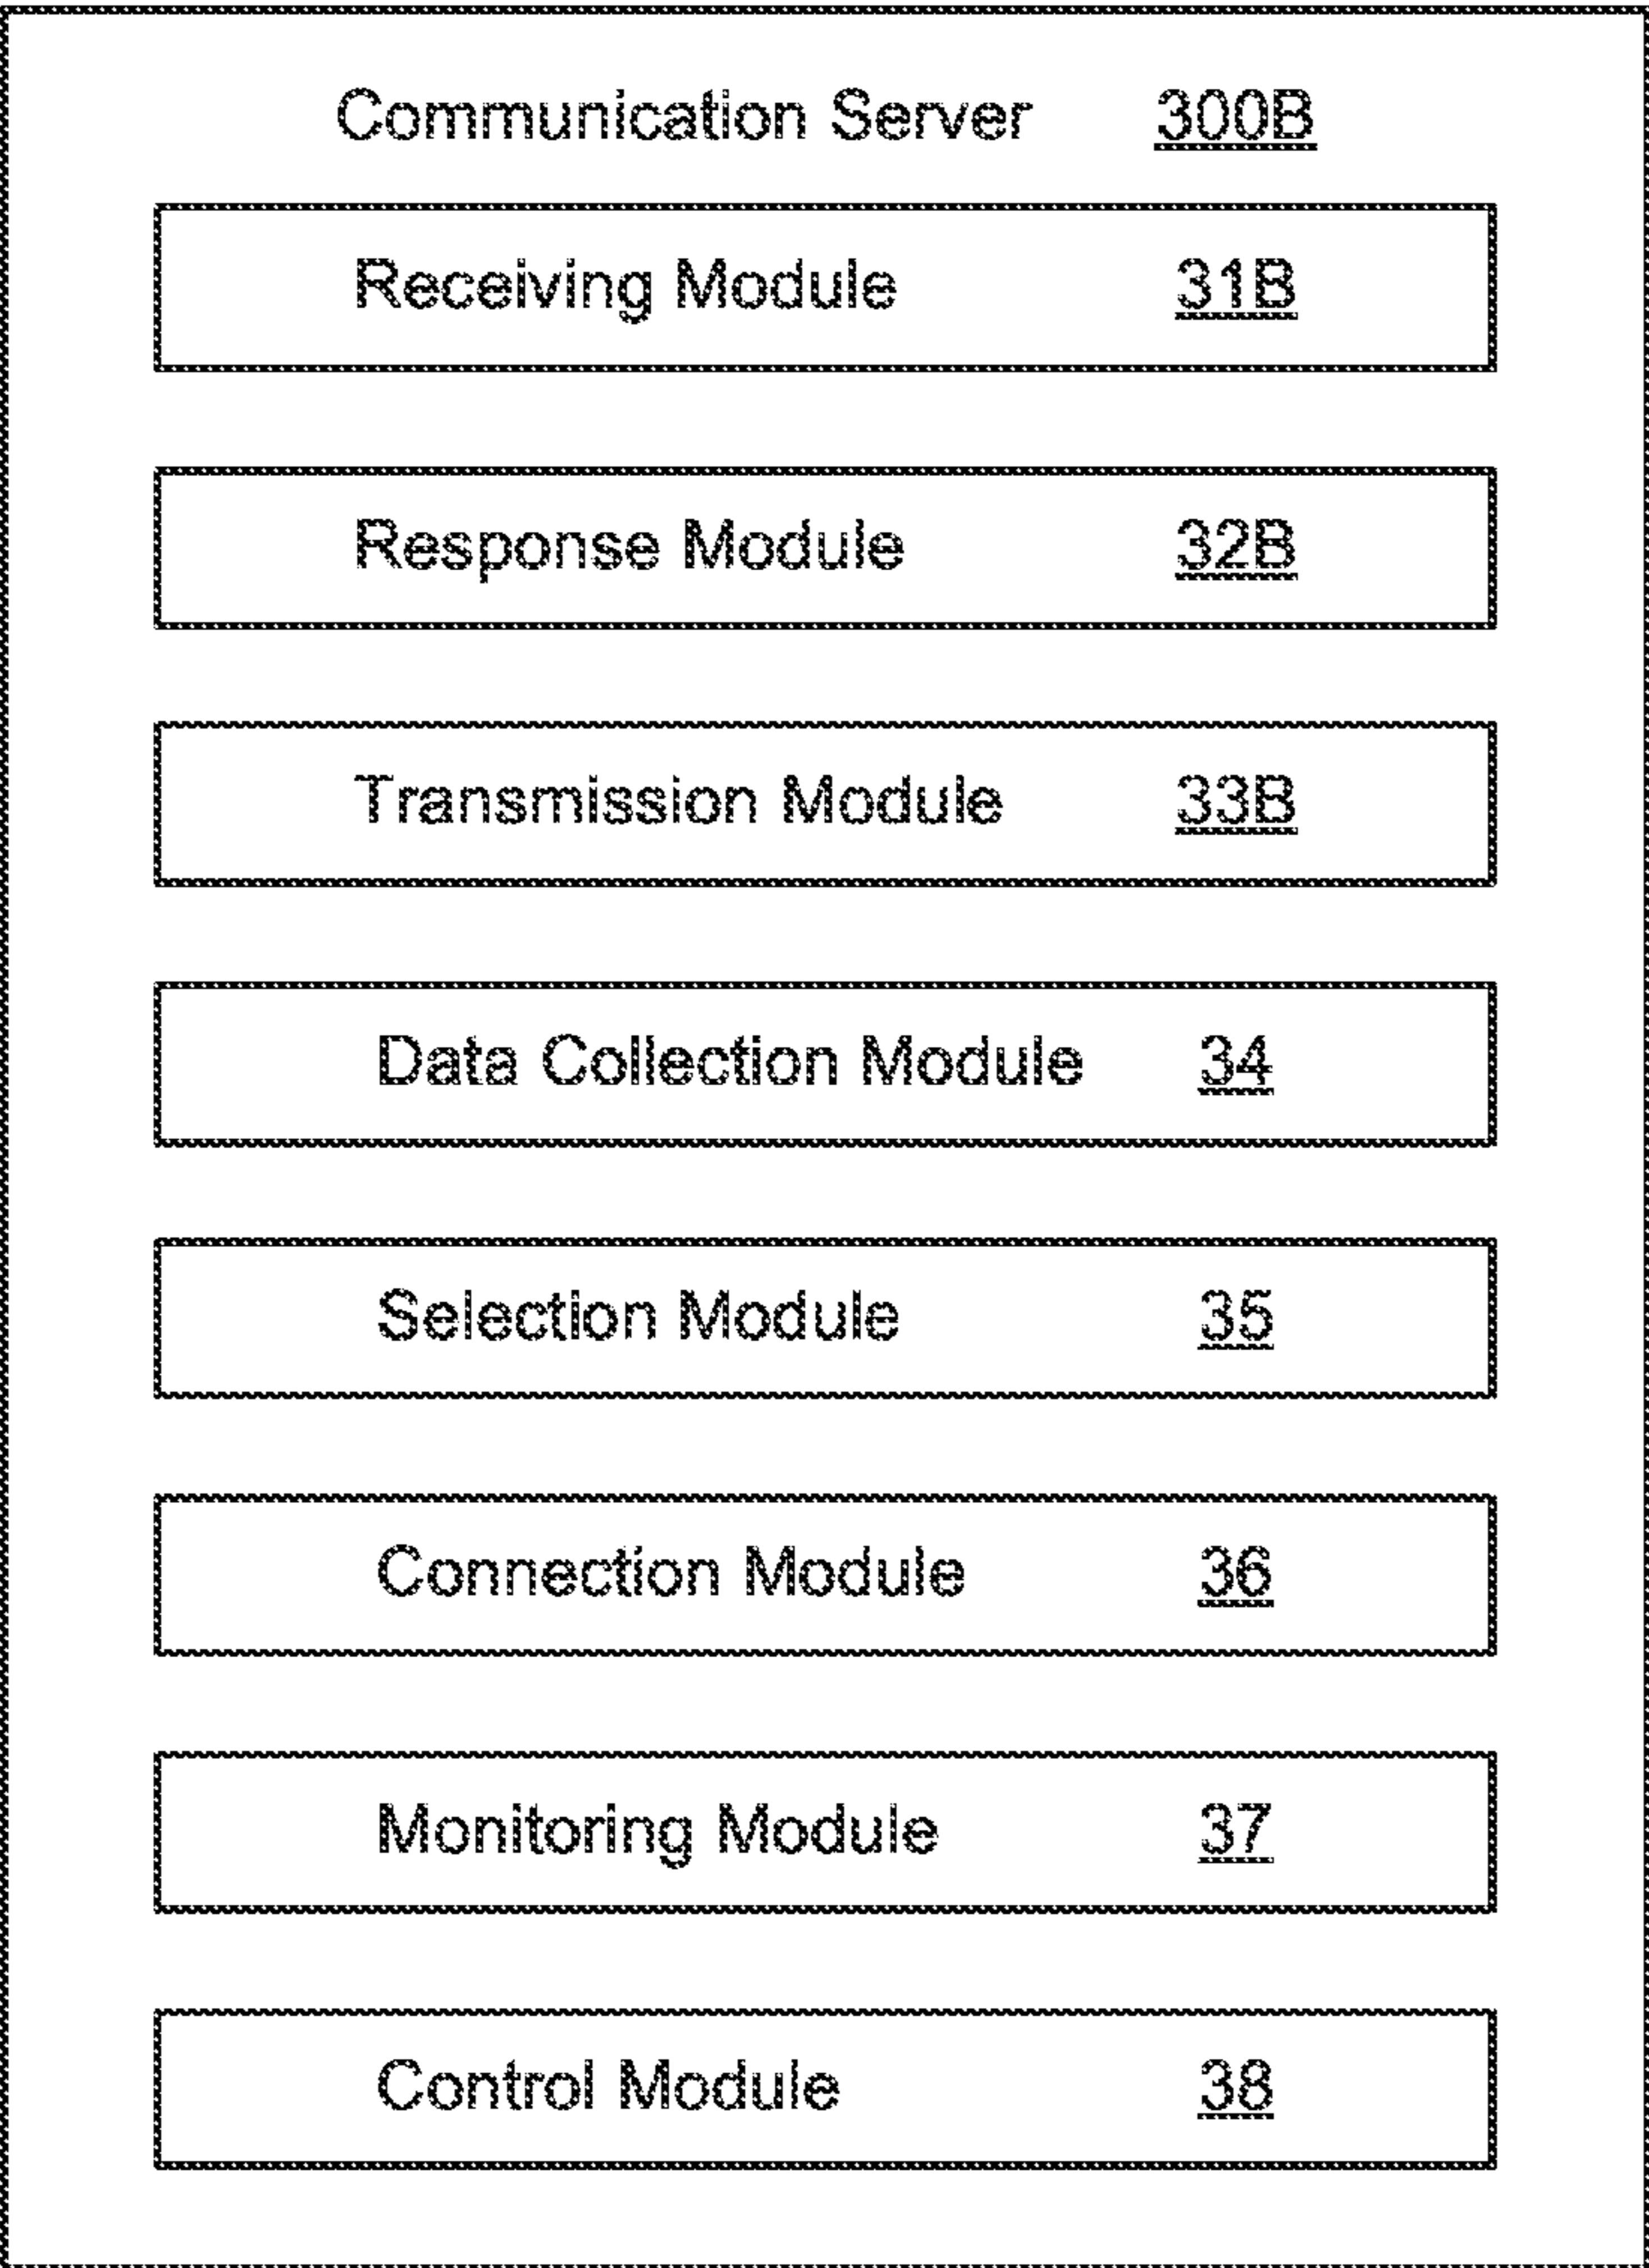 Communication Server 300B
Receiving Module 31B
Response Module 32B
Transmission Module 33B
Data Collection Module 34
Selection Module 35
Connection Module 36
Monitoring Module 37
Control Module 38